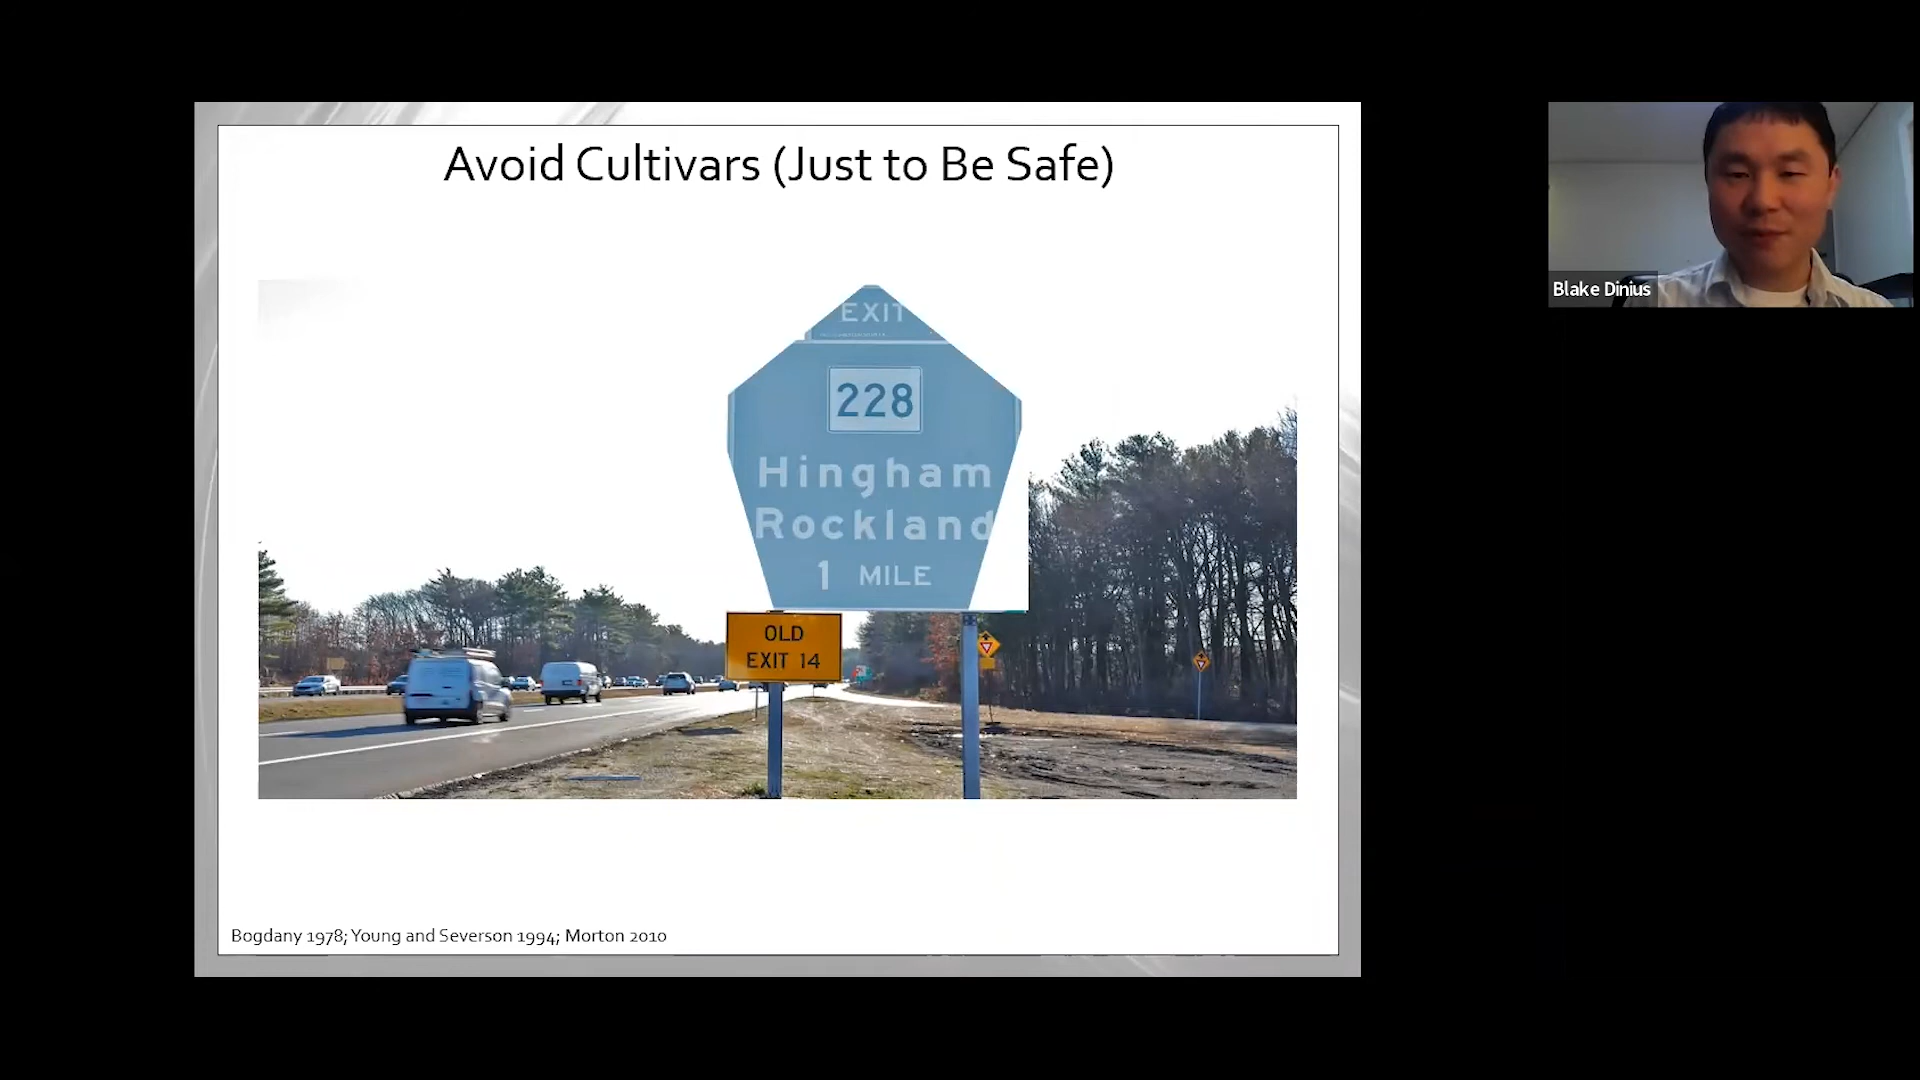 Avoid Cultivars (Just to Be Safe)
EXIT
228
Hingham
Rockland
1 MILE
OLD
EXIT 14
Bogdany 1978; Young and Severson 1994; Morton 2010
Blake Dinius